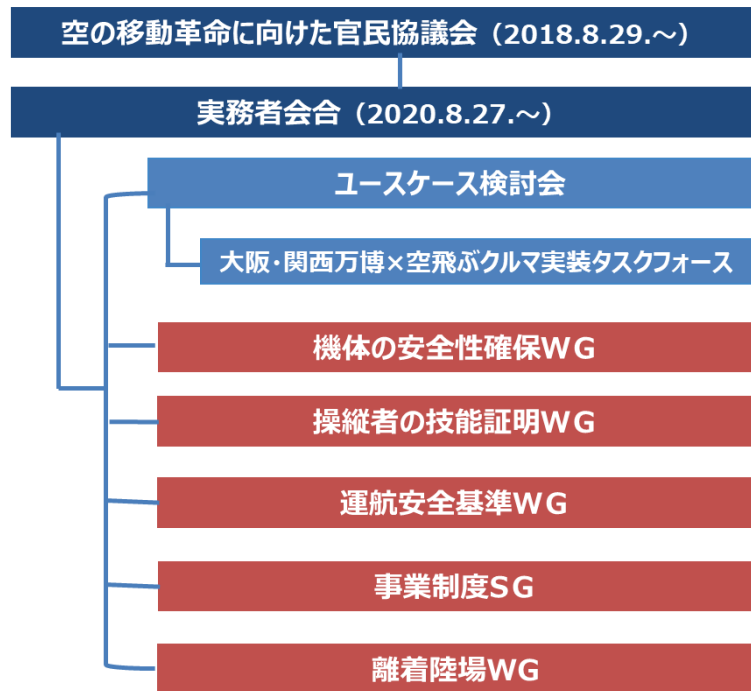 空の移動革命に向けた官民協議会（2018.8.29.～）
実務者会合（2020.8.27.～）
ユースケース検討会
大阪・関西万博×空飛ぶクルマ実装タスクフォース
機体の安全性確保ＷＧ
操縦者の技能証明ＷＧ
運航安全基準ＷＧ
事業制度ＳＧ
離着陸場ＷＧ